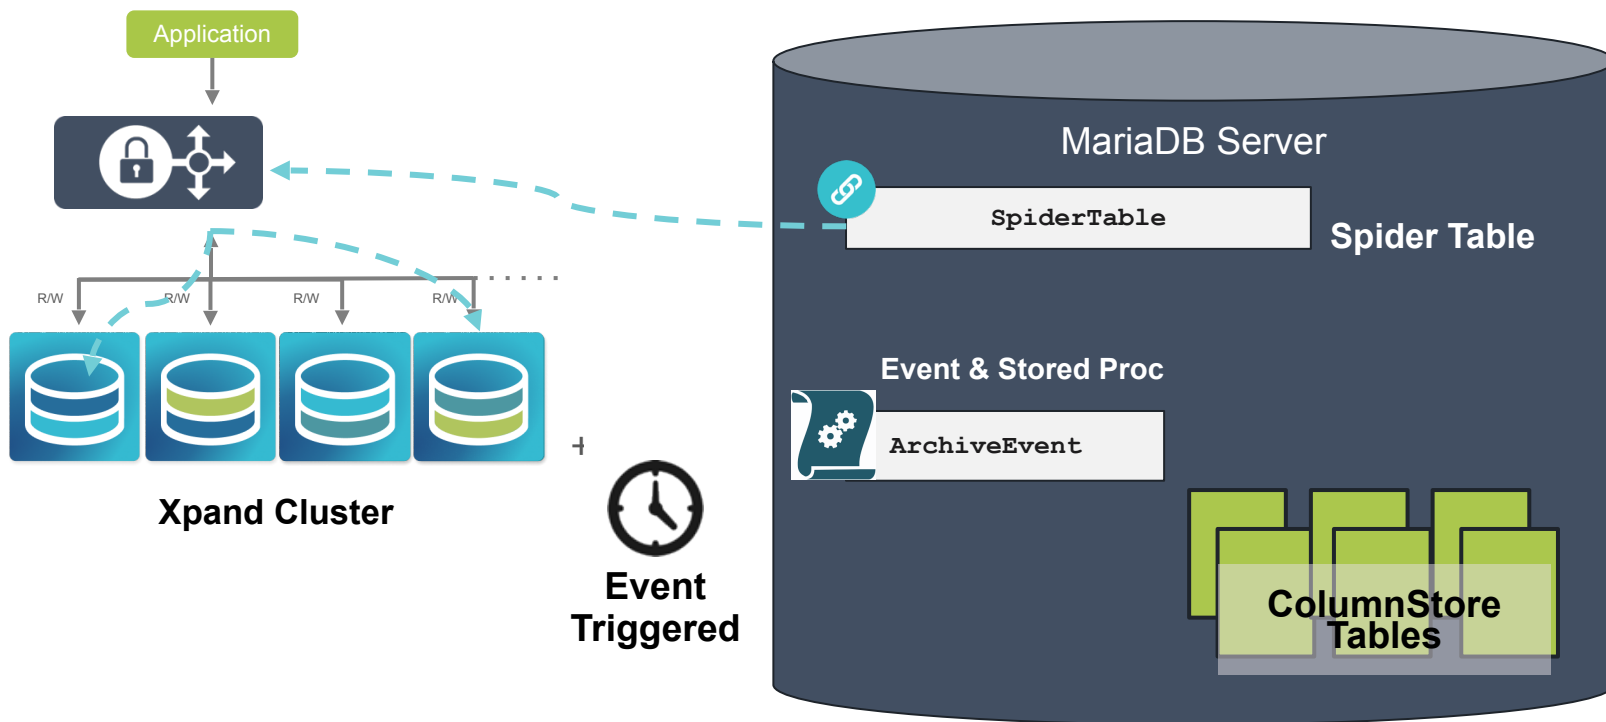 Application
MariaDB Server
SpiderTable
Spider Table
R/W
R/W
R/W
R/W
Event & Stored Proc
ArchiveEvent
+
Xpand Cluster
Event
Triggered
ColumnStore
Tables